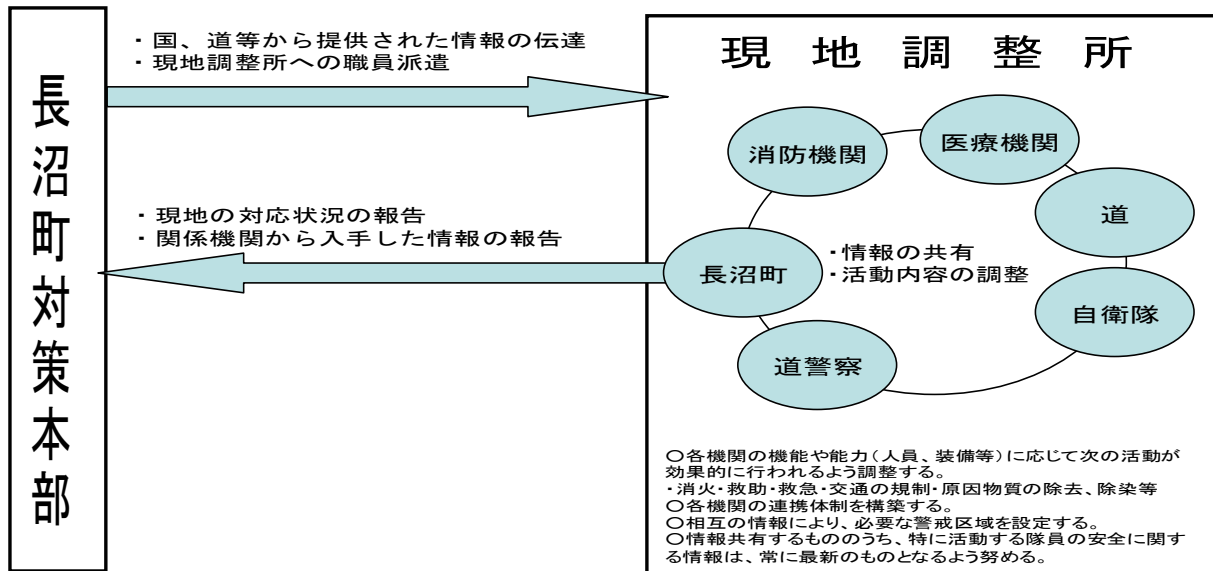 長沼町対策本部
・国、道等から提供された情報の伝達
・現地調整所への職員派遣
・現地の対応状況の報告
・関係機関から入手した情報の報告
現地調整所
消防機関
医療機関
道
自衛隊
道警察
長沼町
・情報の共有
・活動内容の調整
○各機関の機能や能力（人員、装備等）に応じて次の活動が
効果的に行われるよう調整する。
・消火・救助・救急・交通の規制・原因物質の除去、除染等
○各機関の連携体制を構築する。
○相互の情報により、必要な警戒区域を設定する。
○情報共有するもののうち、特に活動する隊員の安全に関す
る情報は、常に最新のものとなるよう努める。